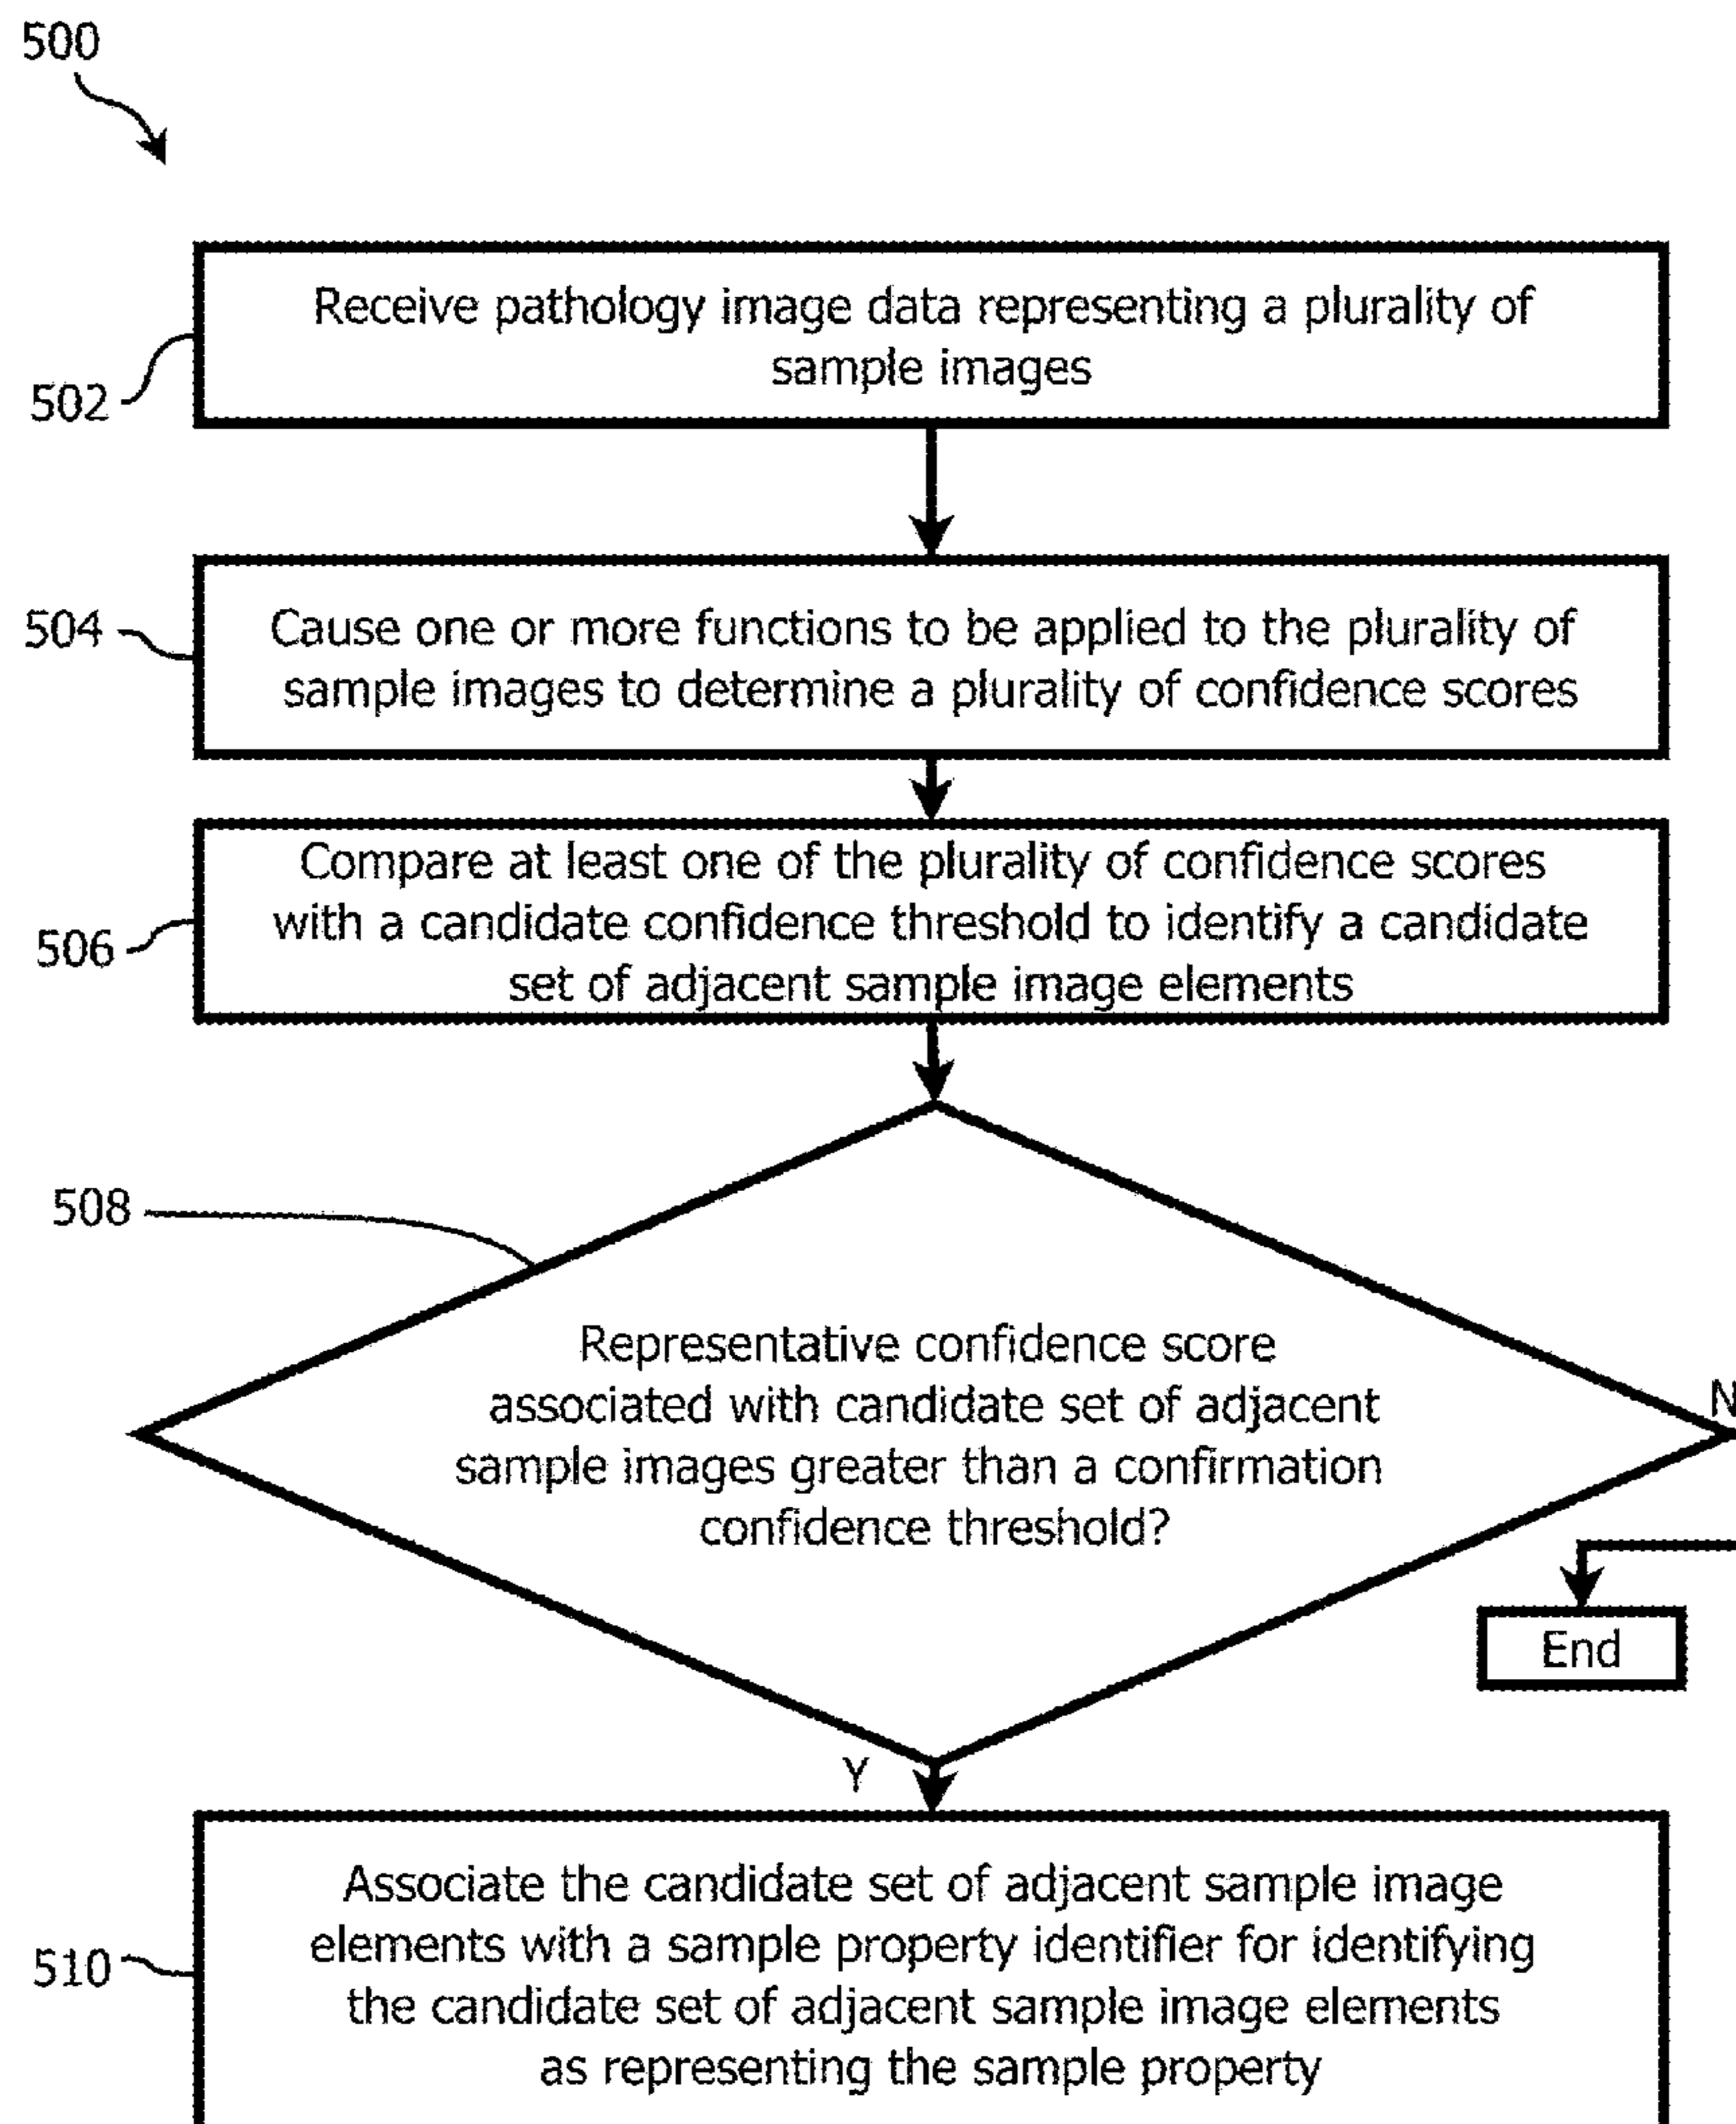 500
Receive pathology image data representing a plurality of
sample images
502
504
Cause one or more functions to be applied to the plurality of
sample images to determine a plurality of confidence scores
Compare at least one of the plurality of confidence scores
with a candidate confidence threshold to identify a candidate
set of adjacent sample image elements
506
508
Representative confidence score
associated with candidate set of adjacent
sample images greater than a confirmation
confidence threshold?
N
End
Y
Associate the candidate set of adjacent sample image
elements with a sample property identifier for identifying
the candidate set of adjacent sample image elements
as representing the sample property
510